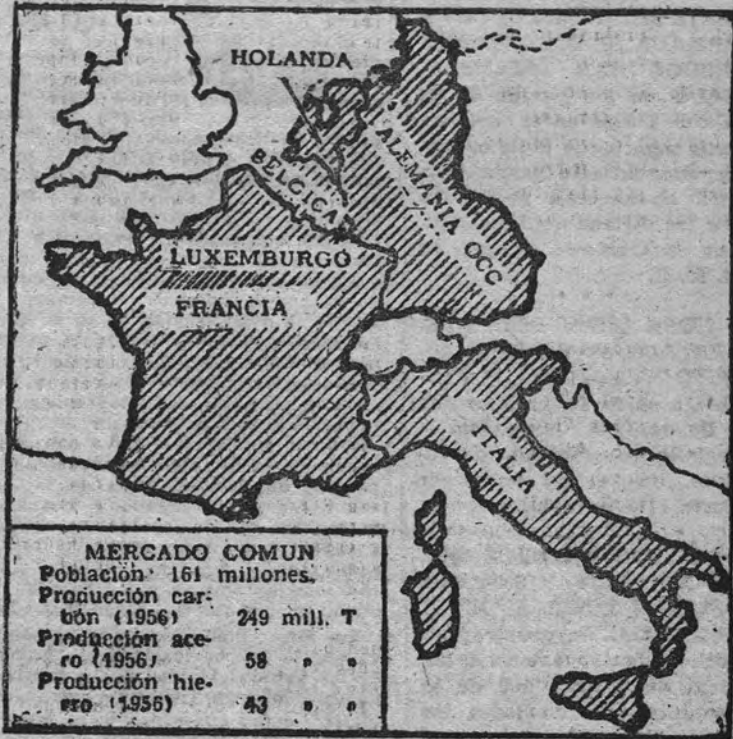 HOLANDA
BELGICA
ALEMANIA OCC
LUXEMBURGO
FRANCIA
ITALIA
MERCADO COMUN
Población 161 millones.
Producción car-
bón (1956) 249 mill. T
Producción ace-
ro (1956) 58 " "
Producción hie-
rro (1956) 43 " "